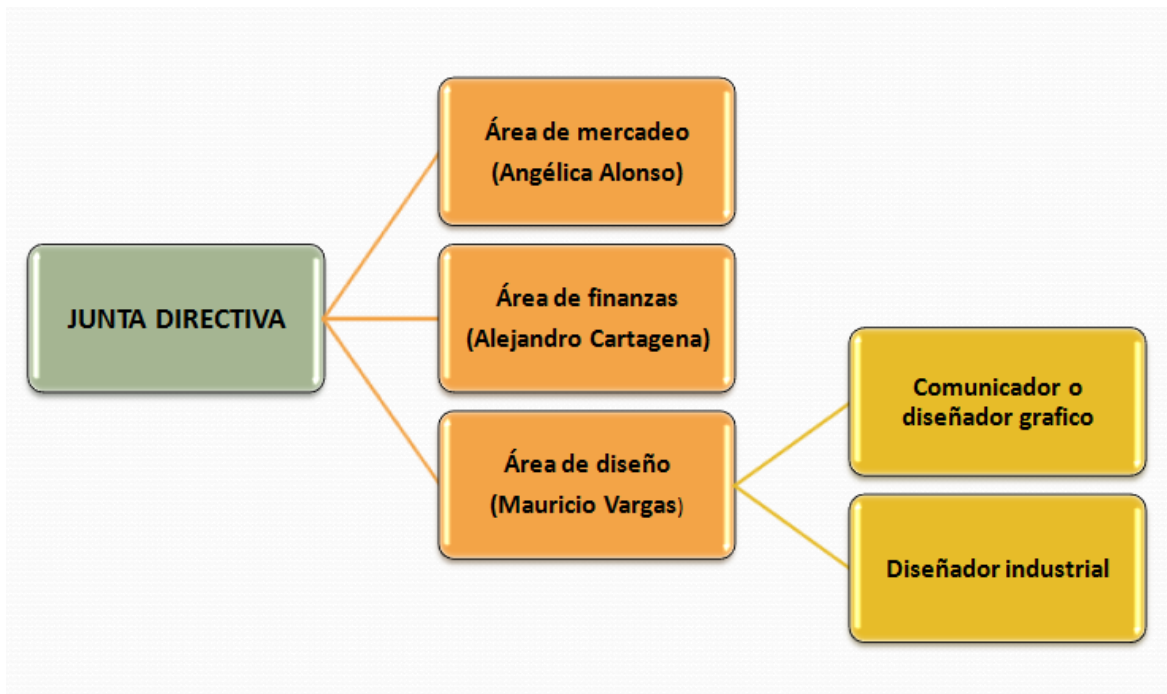 JUNTA DIRECTIVA
Área de mercadeo
(Angélica Alonso)
Área de finanzas
(Alejandro Cartagena)
Área de diseño
(Mauricio Vargas)
Comunicador o
diseñador grafico
Diseñador industrial